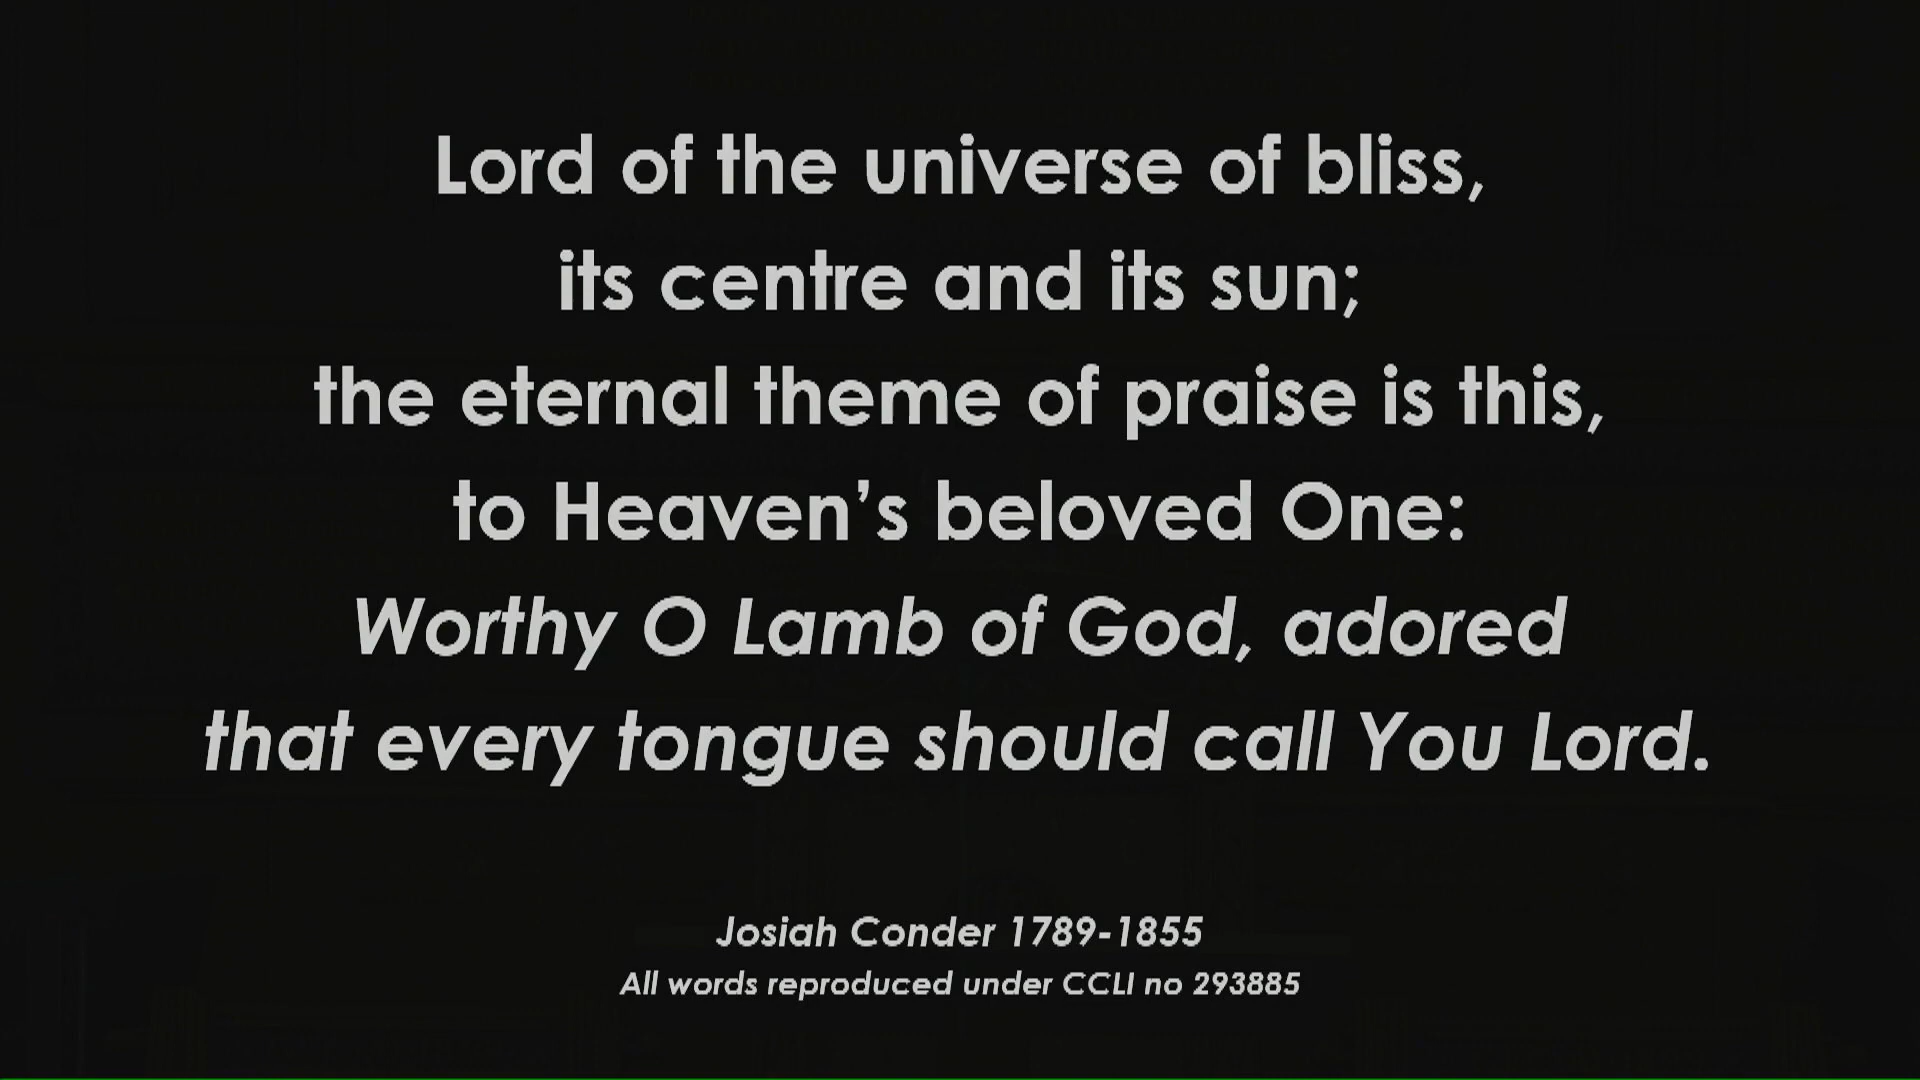 Lord of the universe of bliss,
its centre and its sun;
the eternal theme of praise is this,
to Heaven’s beloved One:
Worthy O Lamb of God, adored
that every tongue should call You Lord.
Josiah Conder 1789-1855
All words reproduced under CCLI no 293885